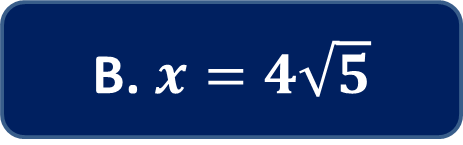 B. x = 4√5